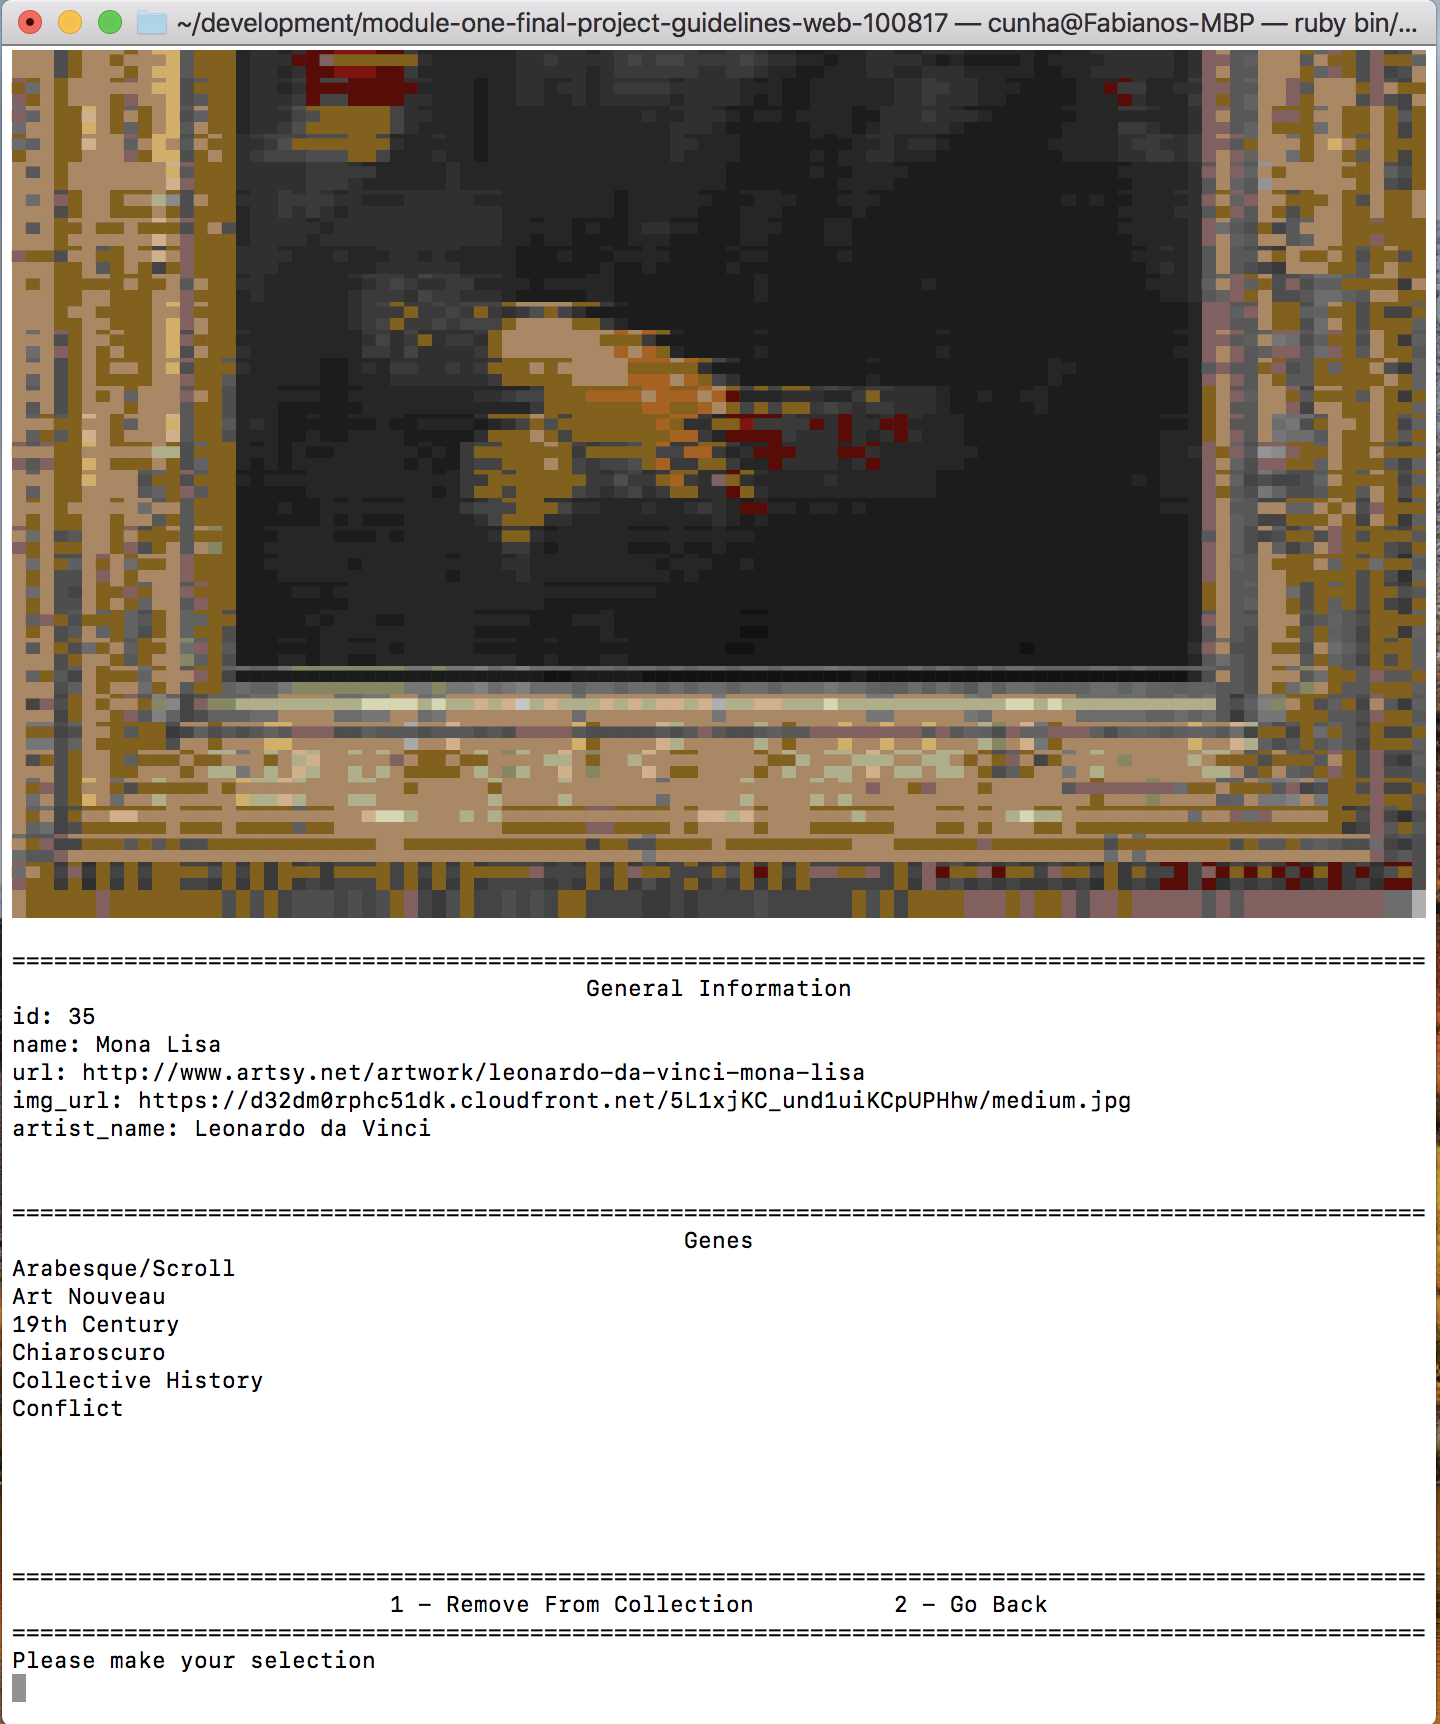 ~/development/module-one-final-project-guidelines-web-100817 — cunha@Fabianos-MBP — ruby bin/...
====================================================================================================​=
General Information
id: 35
name: Mona Lisa
url: http://www.artsy.net/artwork/leonardo-da-vinci-mona-lisa
img_url: https://d32dm0rphc51dk.cloudfront.net/5L1xjKC_und1uiKCpUPHhw/medium.jpg
artist_name: Leonardo da Vinci
=====================================================================================================
Genes
Arabesque/Scroll
Art Nouveau
19th Century
Chiaroscuro
Collective History
Conflict
=====================================================================================================
1 - Remove From Collection 2 - Go Back
=====================================================================================================
Please make your selection